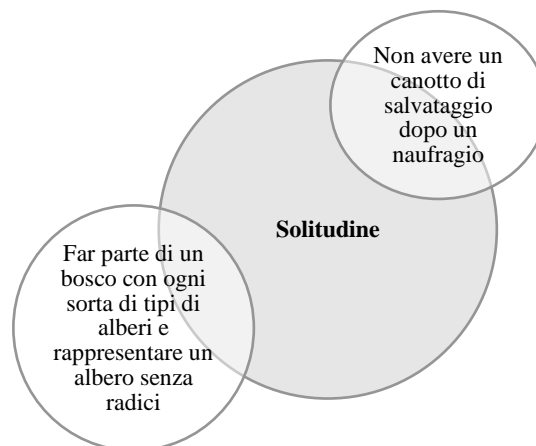 Non avere un
canotto di
salvataggio
dopo un
naufragio
Solitudine
Far parte di un
bosco con ogni
sorta di tipi di
alberi e
rappresentare un
albero senza
radici